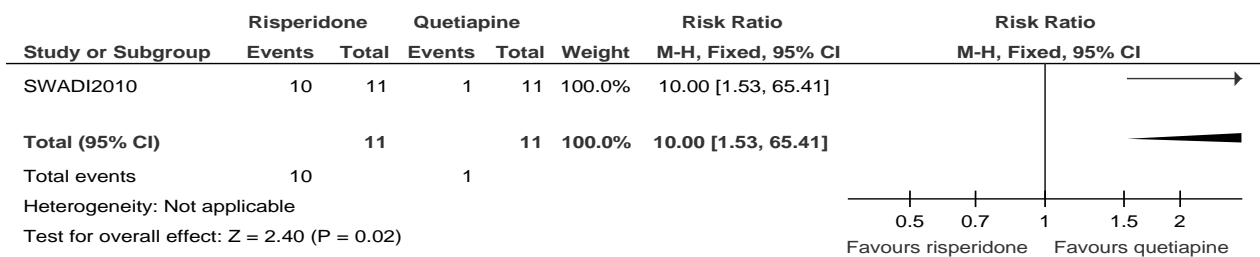 Risperidone Quetiapine Risk Ratio Risk Ratio
Study or Subgroup Events Total Events Total Weight M-H, Fixed, 95% CI M-H, Fixed, 95% CI
SWADI2010 10 11 1 11 100.0% 10.00 [1.53, 65.41]
Total (95% CI) 11 11 100.0% 10.00 [1.53, 65.41]
Total events 10 1
Heterogeneity: Not applicable
Test for overall effect: Z = 2.40 (P = 0.02)
0.5 0.7 1 1.5 2
Favours risperidone Favours quetiapine